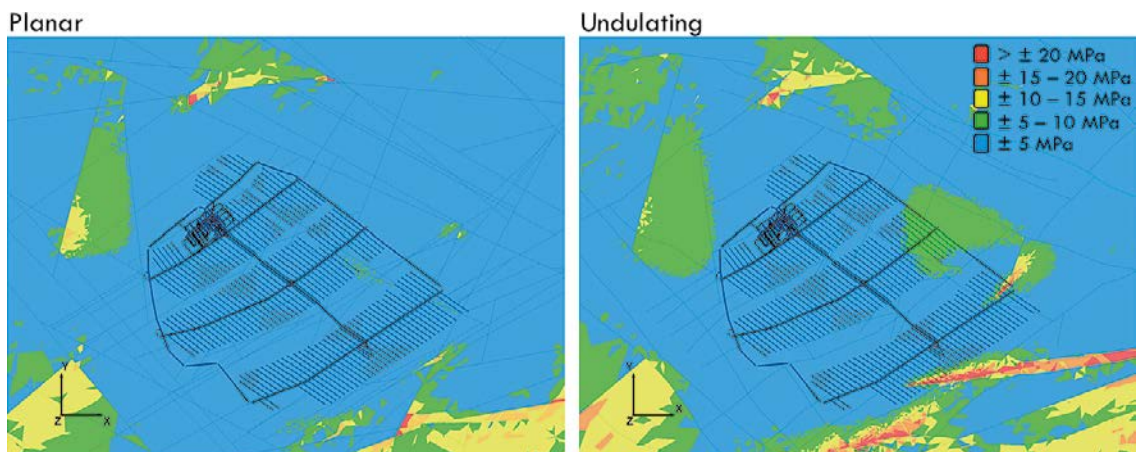 Planar
Undulating
> ± 20 MPa
± 15 – 20 MPa
± 10 – 15 MPa
± 5 – 10 MPa
± 5 MPa
Y
Z
X
Y
Z
X